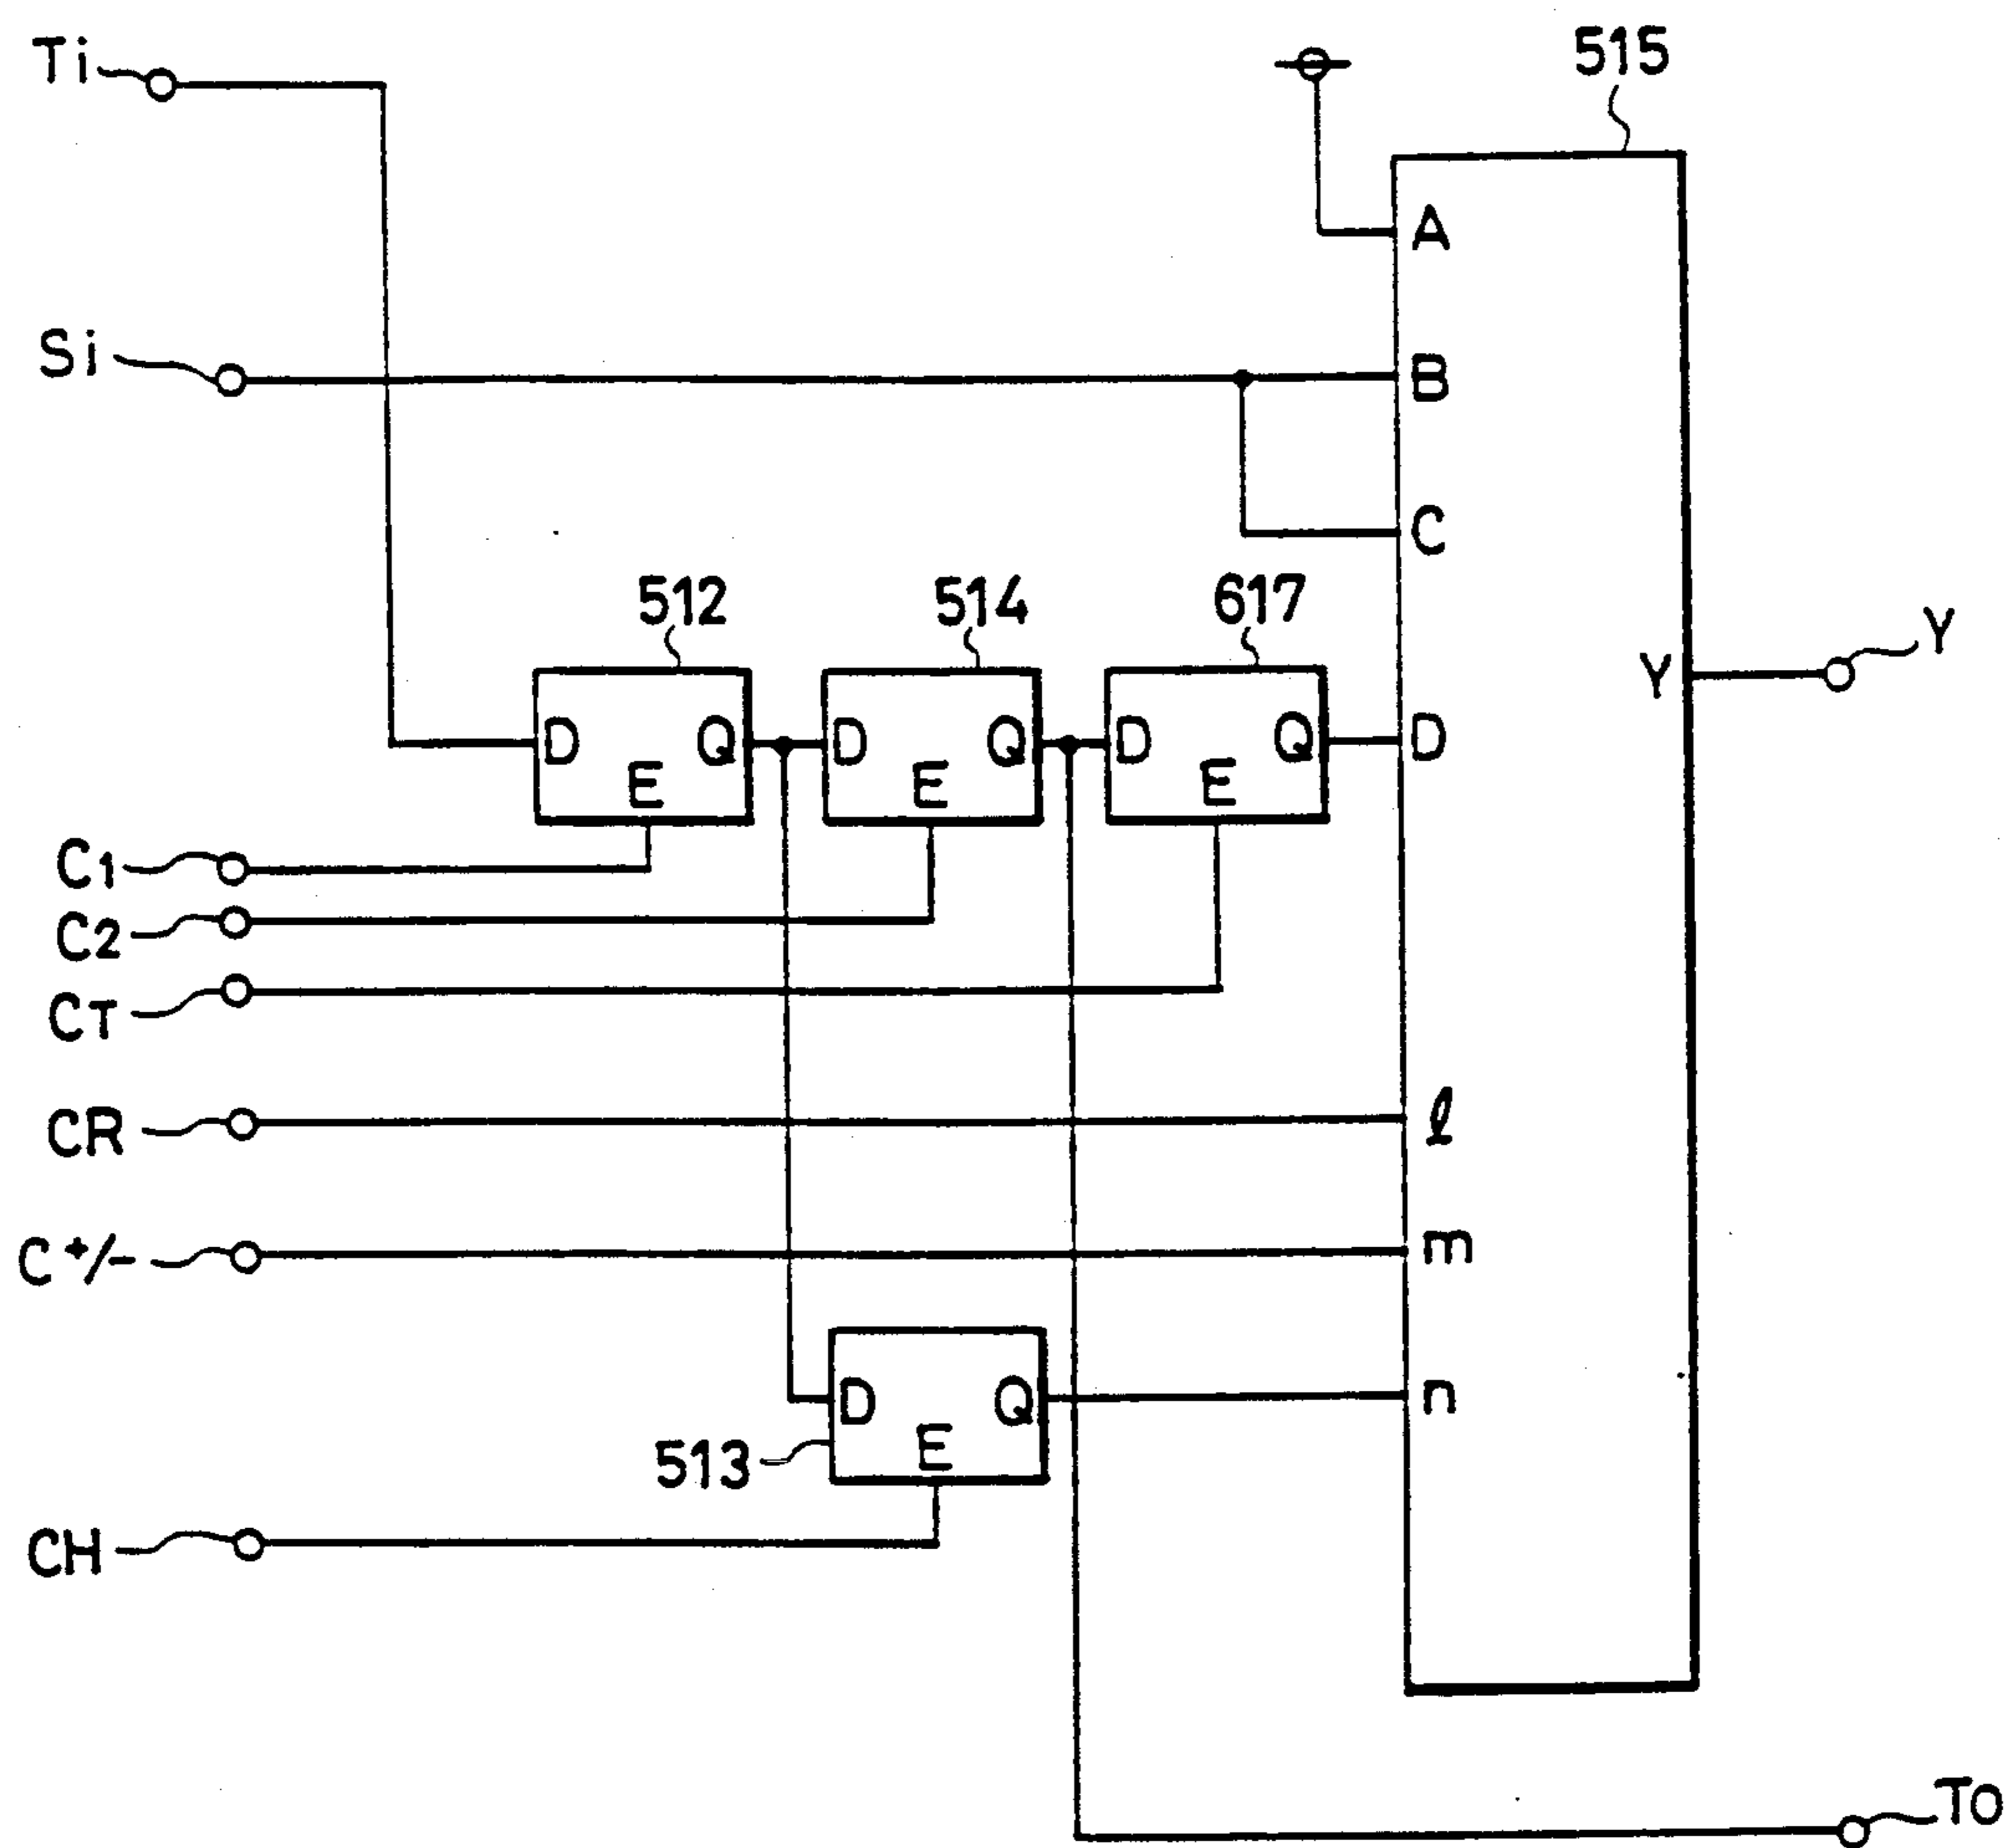 Ti
515
A
Si
B
C
512
514
617
Y
Y
D Q E
D Q E
D Q E
D
C1
C2
CT
CR
ℓ
C+/-
m
D Q E
n
513
CH
TO